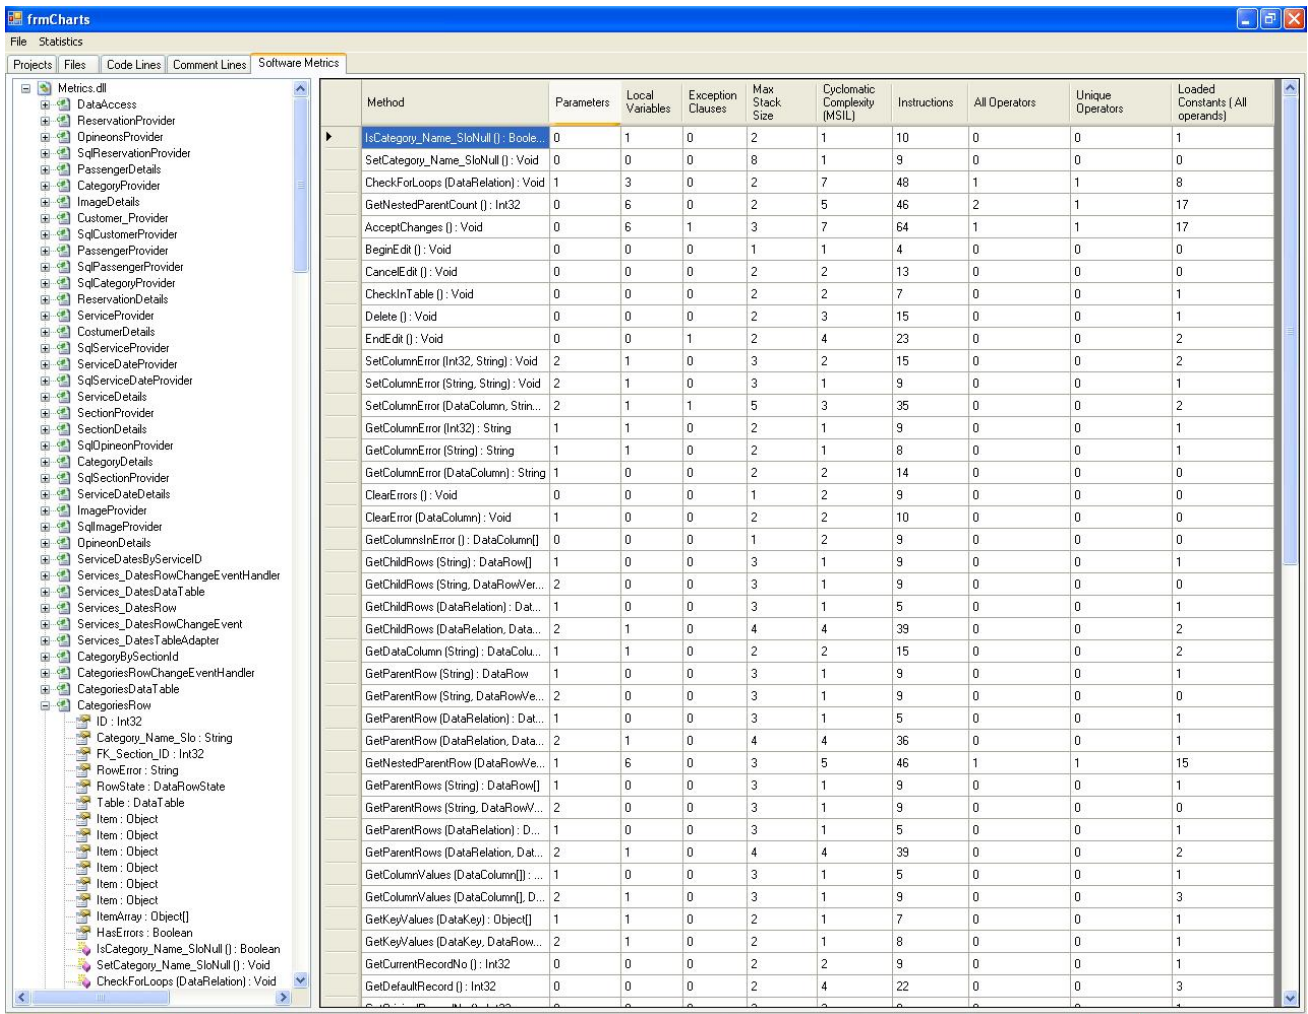 frmCharts
File Statistics
Projects Files Code Lines Comment Lines Software Metrics
Metrics.dll
DataAccess
ReservationProvider
OpineonsProvider
SqlReservationProvider
PassengerDetails
CategoryProvider
ImageDetails
Customer_Provider
SqlCustomerProvider
PassengerProvider
SqlPassengerProvider
SqlCategoryProvider
ReservationDetails
ServiceProvider
CostumerDetails
SqlServiceProvider
ServiceDateProvider
SqlServiceDateProvider
ServiceDetails
SectionProvider
SectionDetails
SqlOpineonProvider
CategoryDetails
SqlSectionProvider
ServiceDateDetails
ImageProvider
SqlImageProvider
OpineonDetails
ServiceDatesByServiceID
Services_DatesRowChangeEventHandler
Services_DatesDataTable
Services_DatesRow
Services_DatesRowChangeEvent
Services_DatesTableAdapter
CategoryBySectionId
CategoriesRowChangeEventHandler
CategoriesDataTable
CategoriesRow
ID : Int32
Category_Name_Slo : String
FK_Section_ID : Int32
RowError : String
RowState : DataRowState
Table : DataTable
Item : Object
Item : Object
Item : Object
Item : Object
Item : Object
Item : Object
ItemArray : Object[]
HasErrors : Boolean
IsCategory_Name_SloNull () : Boolean
SetCategory_Name_SloNull () : Void
CheckForLoops (DataRelation) : Void
Method Parameters Local Variables Exception Clauses Max Stack Size Cyclomatic Complexity (MSIL) Instructions All Operators Unique Operators Loaded Constants ( All operands)
IsCategory_Name_SloNull () : Boole... 0 1 0 2 1 10 0 0 1
SetCategory_Name_SloNull () : Void 0 0 0 8 1 9 0 0 0
CheckForLoops (DataRelation) : Void 1 3 0 2 7 48 1 1 8
GetNestedParentCount () : Int32 0 6 0 2 5 46 2 1 17
AcceptChanges () : Void 0 6 1 3 7 64 1 1 17
BeginEdit () : Void 0 0 0 1 1 4 0 0 0
CancelEdit () : Void 0 0 0 2 2 13 0 0 0
CheckInTable () : Void 0 0 0 2 2 7 0 0 1
Delete () : Void 0 0 0 2 3 15 0 0 1
EndEdit () : Void 0 0 1 2 4 23 0 0 2
SetColumnError (Int32, String) : Void 2 1 0 3 2 15 0 0 2
SetColumnError (String, String) : Void 2 1 0 3 1 9 0 0 1
SetColumnError (DataColumn, Strin... 2 1 1 5 3 35 0 0 2
GetColumnError (Int32) : String 1 1 0 2 1 9 0 0 1
GetColumnError (String) : String 1 1 0 2 1 8 0 0 1
GetColumnError (DataColumn) : String 1 0 0 2 2 14 0 0 0
ClearErrors () : Void 0 0 0 1 2 9 0 0 0
ClearError (DataColumn) : Void 1 0 0 2 2 10 0 0 0
GetColumnsInError () : DataColumn[] 0 0 0 1 2 9 0 0 0
GetChildRows (String) : DataRow[] 1 0 0 3 1 9 0 0 1
GetChildRows (String, DataRowVer... 2 0 0 3 1 9 0 0 0
GetChildRows (DataRelation) : Dat... 1 0 0 3 1 5 0 0 1
GetChildRows (DataRelation, Data... 2 1 0 4 4 39 0 0 2
GetDataColumn (String) : DataColu... 1 1 0 2 2 15 0 0 2
GetParentRow (String) : DataRow 1 0 0 3 1 9 0 0 1
GetParentRow (String, DataRowVe... 2 0 0 3 1 9 0 0 0
GetParentRow (DataRelation) : Dat... 1 0 0 3 1 5 0 0 1
GetParentRow (DataRelation, Data... 2 1 0 4 4 36 0 0 1
GetNestedParentRow (DataRowVe... 1 6 0 3 5 46 1 1 15
GetParentRows (String) : DataRow[] 1 0 0 3 1 9 0 0 1
GetParentRows (String, DataRowV... 2 0 0 3 1 9 0 0 0
GetParentRows (DataRelation) : D... 1 0 0 3 1 5 0 0 1
GetParentRows (DataRelation, Dat... 2 1 0 4 4 39 0 0 2
GetColumnValues (DataColumn[]) : ... 1 0 0 3 1 5 0 0 1
GetColumnValues (DataColumn[], D... 2 1 0 3 1 9 0 0 3
GetKeyValues (DataKey) : Object[] 1 1 0 2 1 7 0 0 1
GetKeyValues (DataKey, DataRow... 2 1 0 2 1 8 0 0 1
GetCurrentRecordNo () : Int32 0 0 0 2 2 9 0 0 1
GetDefaultRecord () : Int32 0 0 0 2 4 22 0 0 3